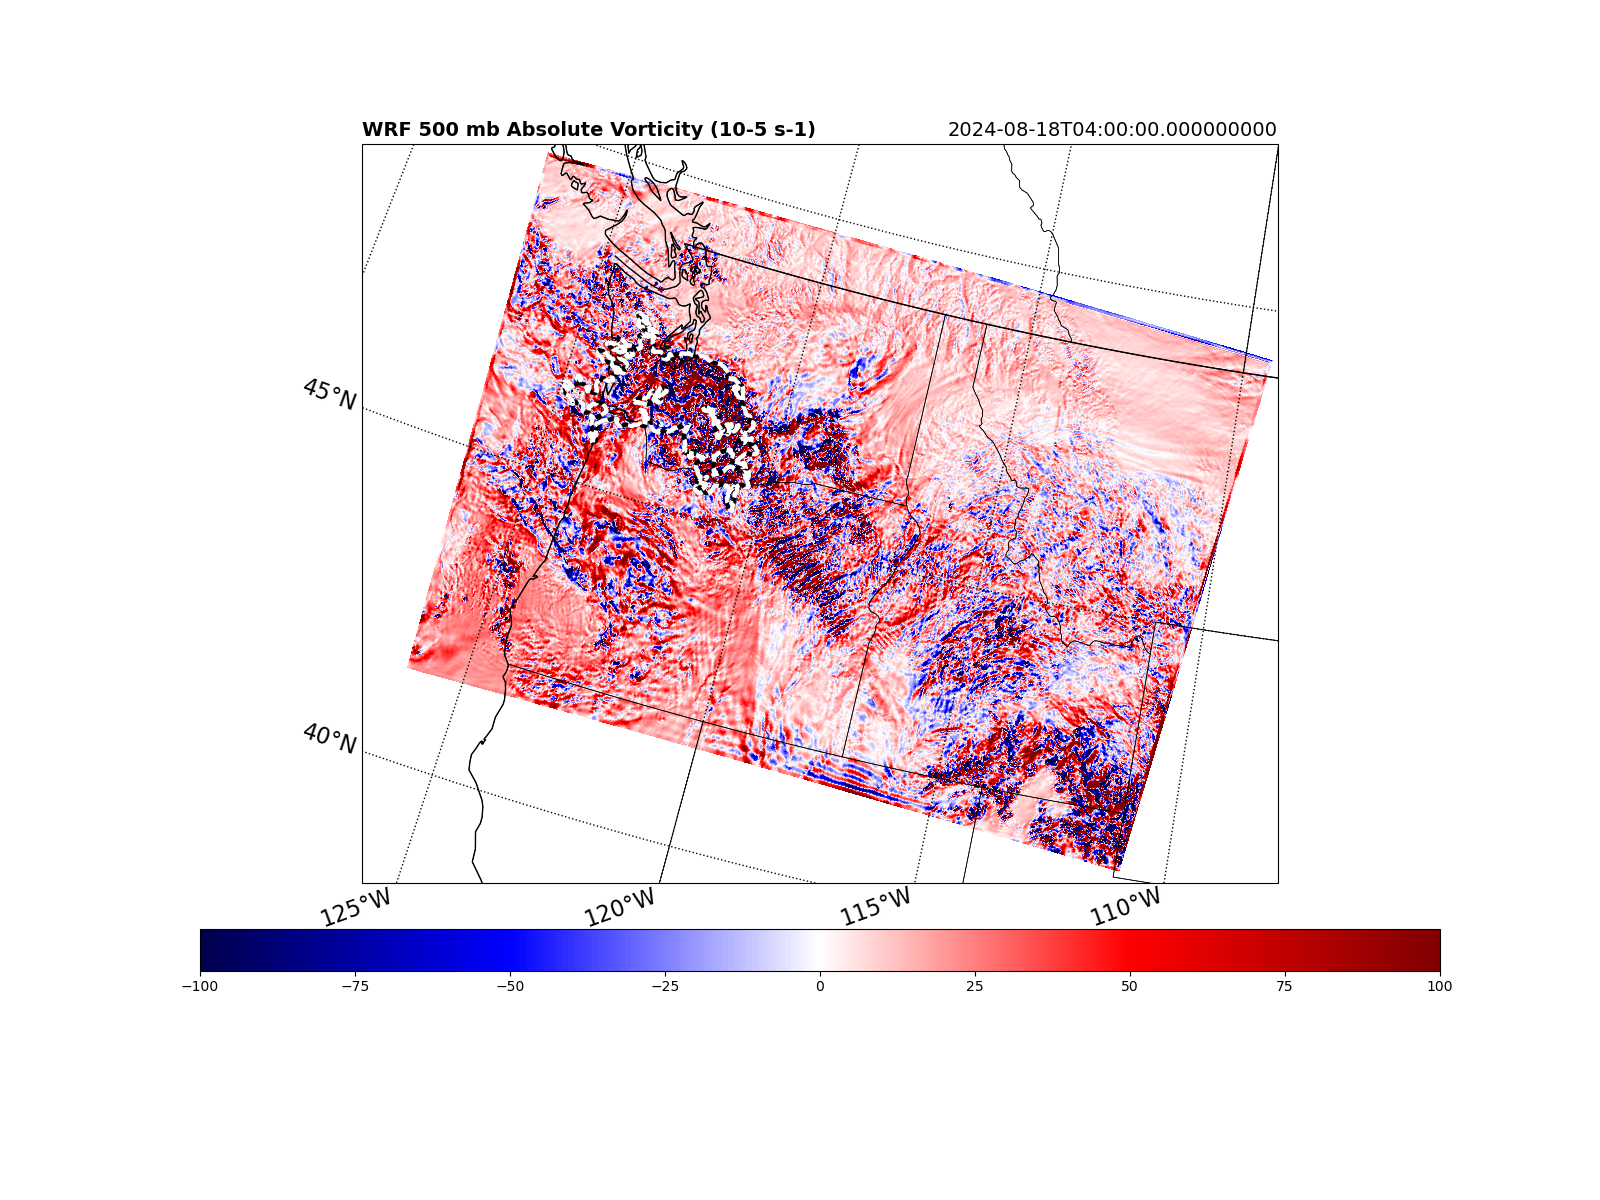 WRF 500 mb Absolute Vorticity (10-5 s-1) 2024-08-18T04:00:00.000000000
45°N
40°N
125°W 120°W 115°W 110°W
−100 −75 −50 −25 0 25 50 75 100